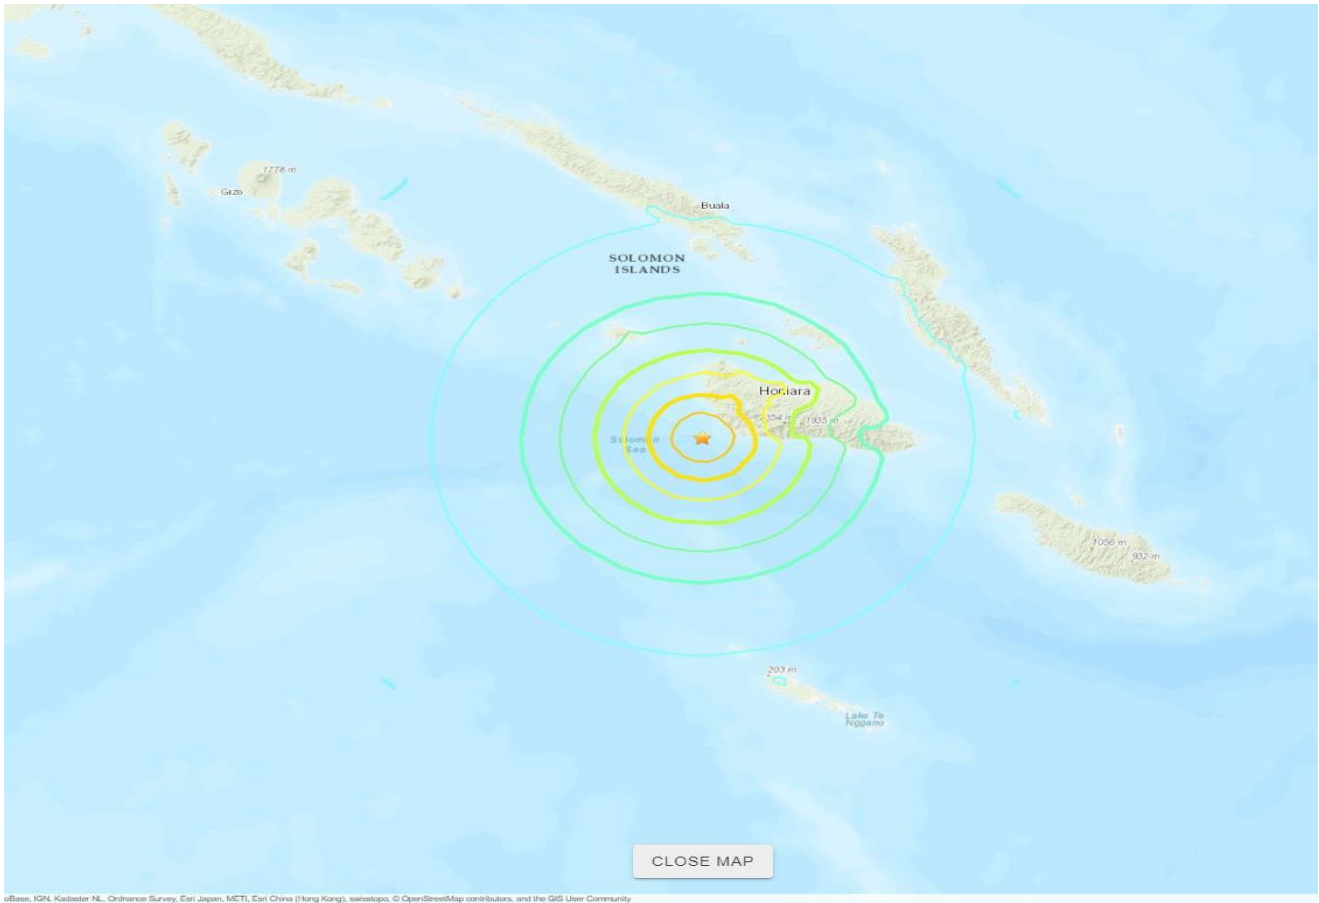 1778 m
Gizo
Buala
SOLOMON
ISLANDS
Honiara
2354 m
1935 m
Solomon
Sea
1056 m
932 m
203 m
Lake Te
Nggano
CLOSE MAP
oBase, IGN, Kadaster NL, Ordnance Survey, Esri Japan, METI, Esri China (Hong Kong), swisstopo, © OpenStreetMap contributors, and the GIS User Community